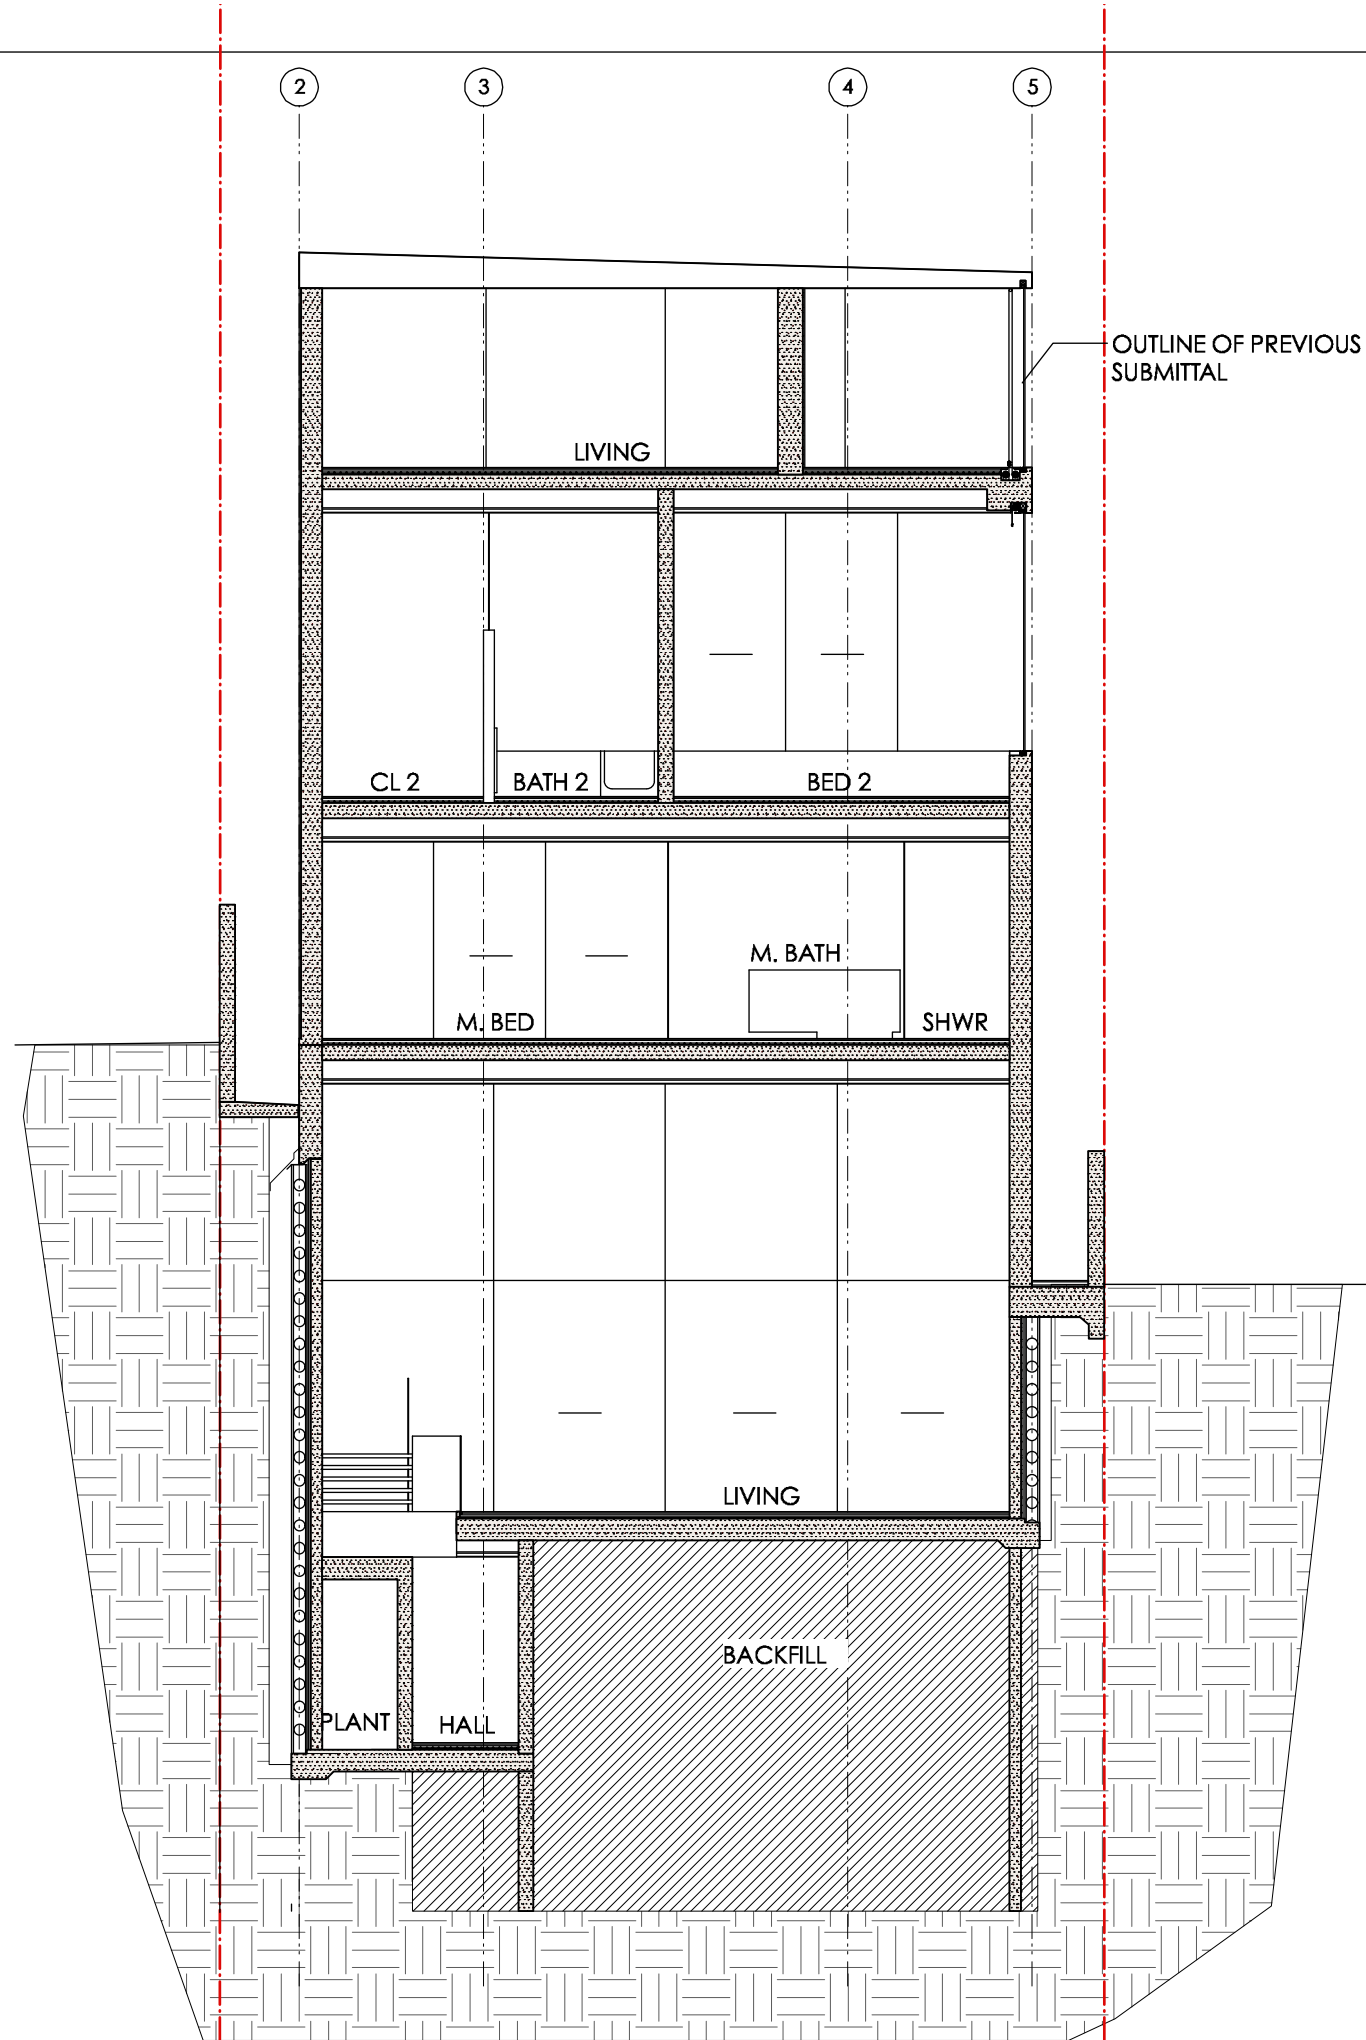 2
3
4
5
OUTLINE OF PREVIOUS
SUBMITTAL
LIVING
CL 2
BATH 2
BED 2
M. BATH
M. BED
SHWR
LIVING
BACKFILL
PLANT
HALL